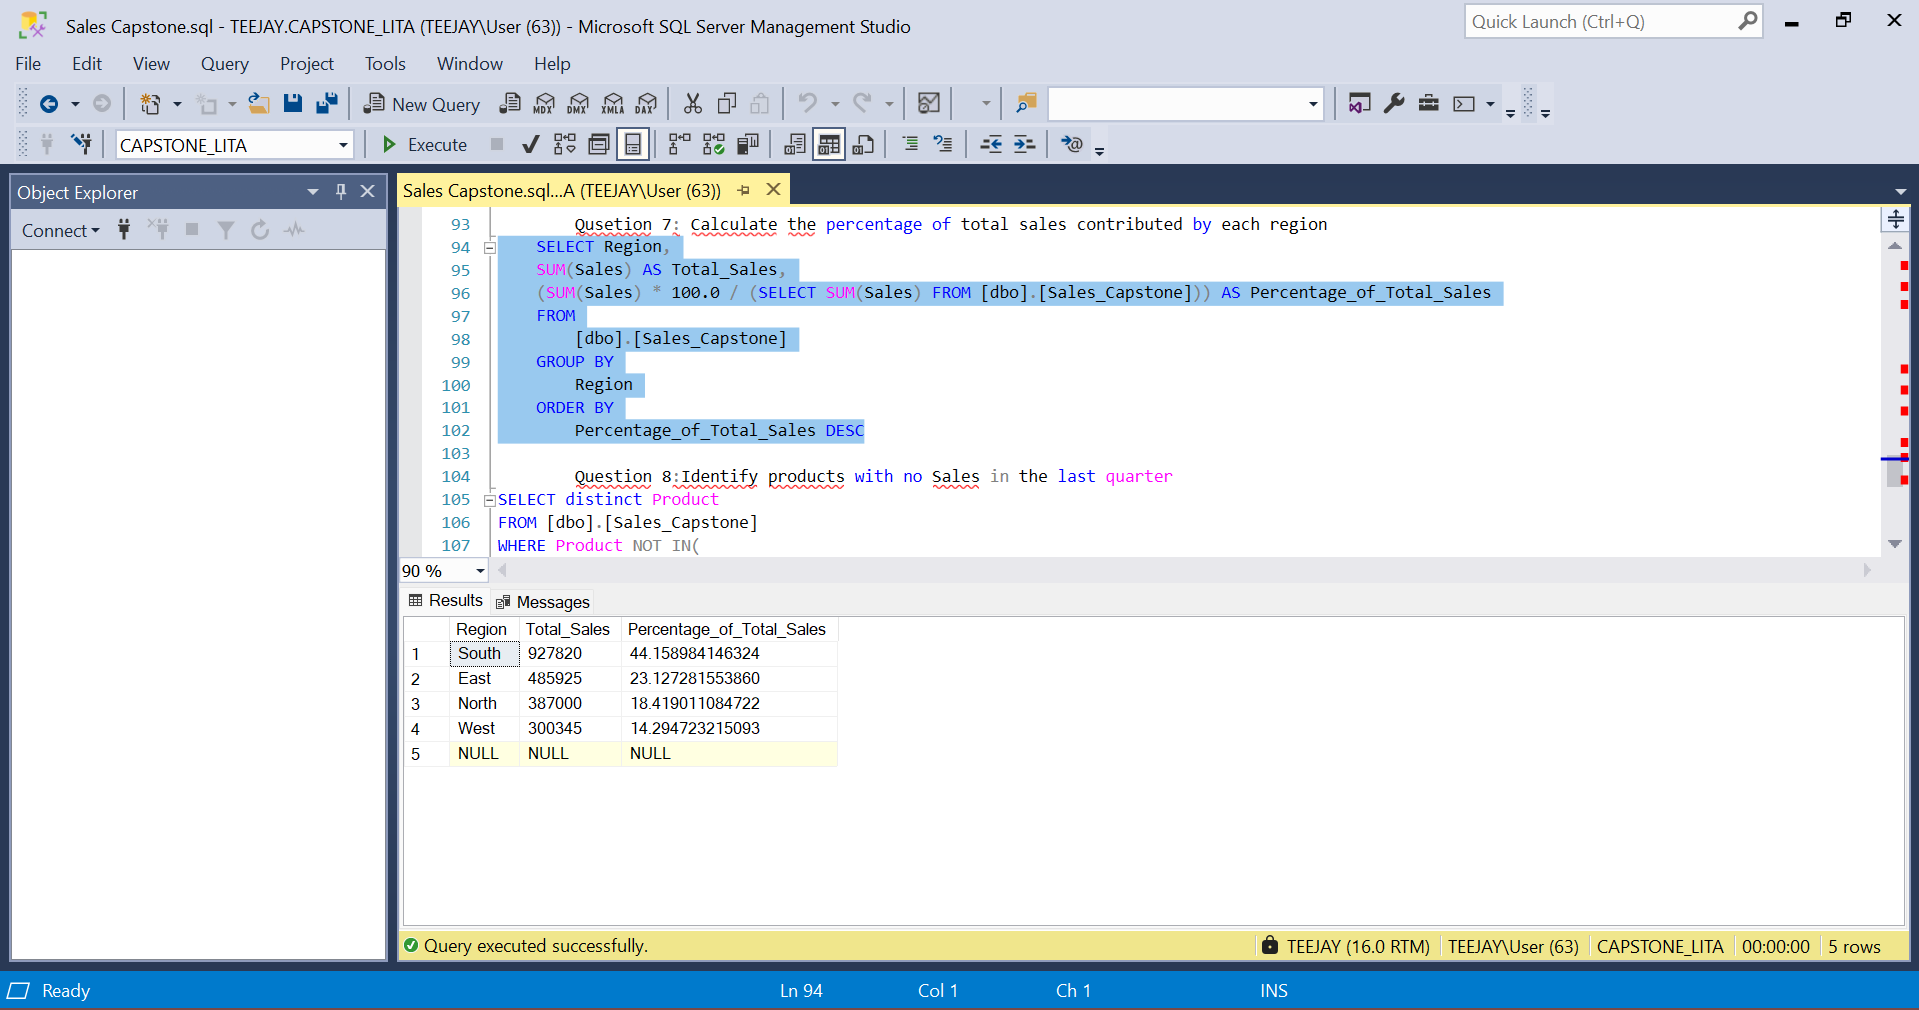 Sales Capstone.sql - TEEJAY.CAPSTONE_LITA (TEEJAY\User (63)) - Microsoft SQL Server Management Studio
Quick Launch (Ctrl+Q)
File Edit View Query Project Tools Window Help
New Query MDX DMX XMLA DAX
CAPSTONE_LITA Execute
Object Explorer
Connect
Sales Capstone.sql...A (TEEJAY\User (63))
93 Qusetion 7: Calculate the percentage of total sales contributed by each region
94 SELECT Region,
95 SUM(Sales) AS Total_Sales,
96 (SUM(Sales) * 100.0 / (SELECT SUM(Sales) FROM [dbo].[Sales_Capstone])) AS Percentage_of_Total_Sales
97 FROM
98 [dbo].[Sales_Capstone]
99 GROUP BY
100 Region
101 ORDER BY
102 Percentage_of_Total_Sales DESC
103
104 Question 8:Identify products with no Sales in the last quarter
105 SELECT distinct Product
106 FROM [dbo].[Sales_Capstone]
107 WHERE Product NOT IN(
90 %
Results Messages
Region Total_Sales Percentage_of_Total_Sales
1 South 927820 44.158984146324
2 East 485925 23.127281553860
3 North 387000 18.419011084722
4 West 300345 14.294723215093
5 NULL NULL NULL
Query executed successfully. TEEJAY (16.0 RTM) TEEJAY\User (63) CAPSTONE_LITA 00:00:00 5 rows
Ready Ln 94 Col 1 Ch 1 INS